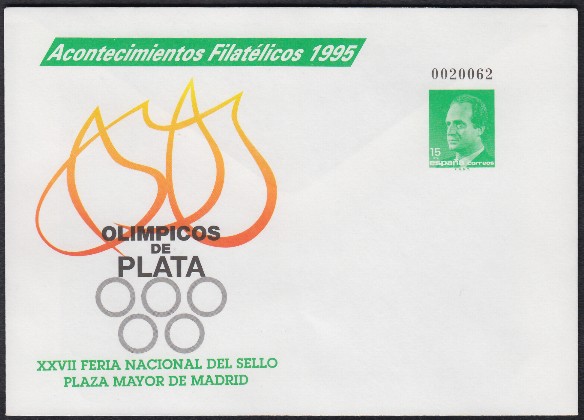 Acontecimientos Filatélicos 1995
0020062
15
españa correos
OLIMPICOS
DE
PLATA
XXVII FERIA NACIONAL DEL SELLO
PLAZA MAYOR DE MADRID